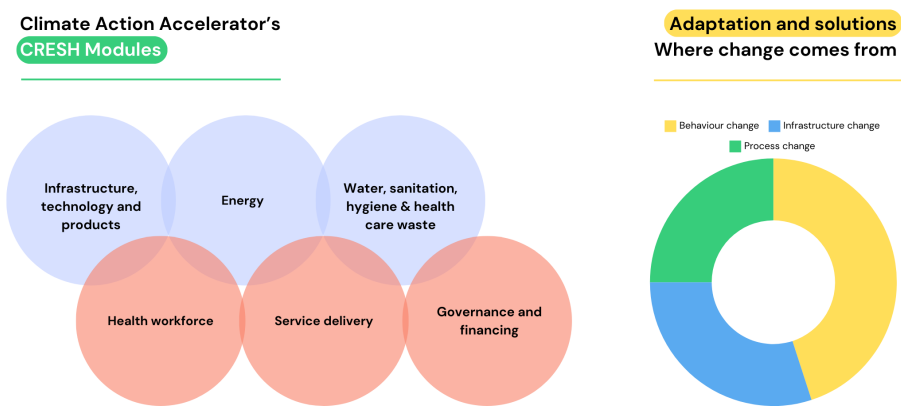 Climate Action Accelerator’s
CRESH Modules
Infrastructure,
technology and
products
Energy
Water, sanitation,
hygiene & health
care waste
Health workforce
Service delivery
Governance and
financing
Adaptation and solutions
Where change comes from
Behaviour change
Infrastructure change
Process change